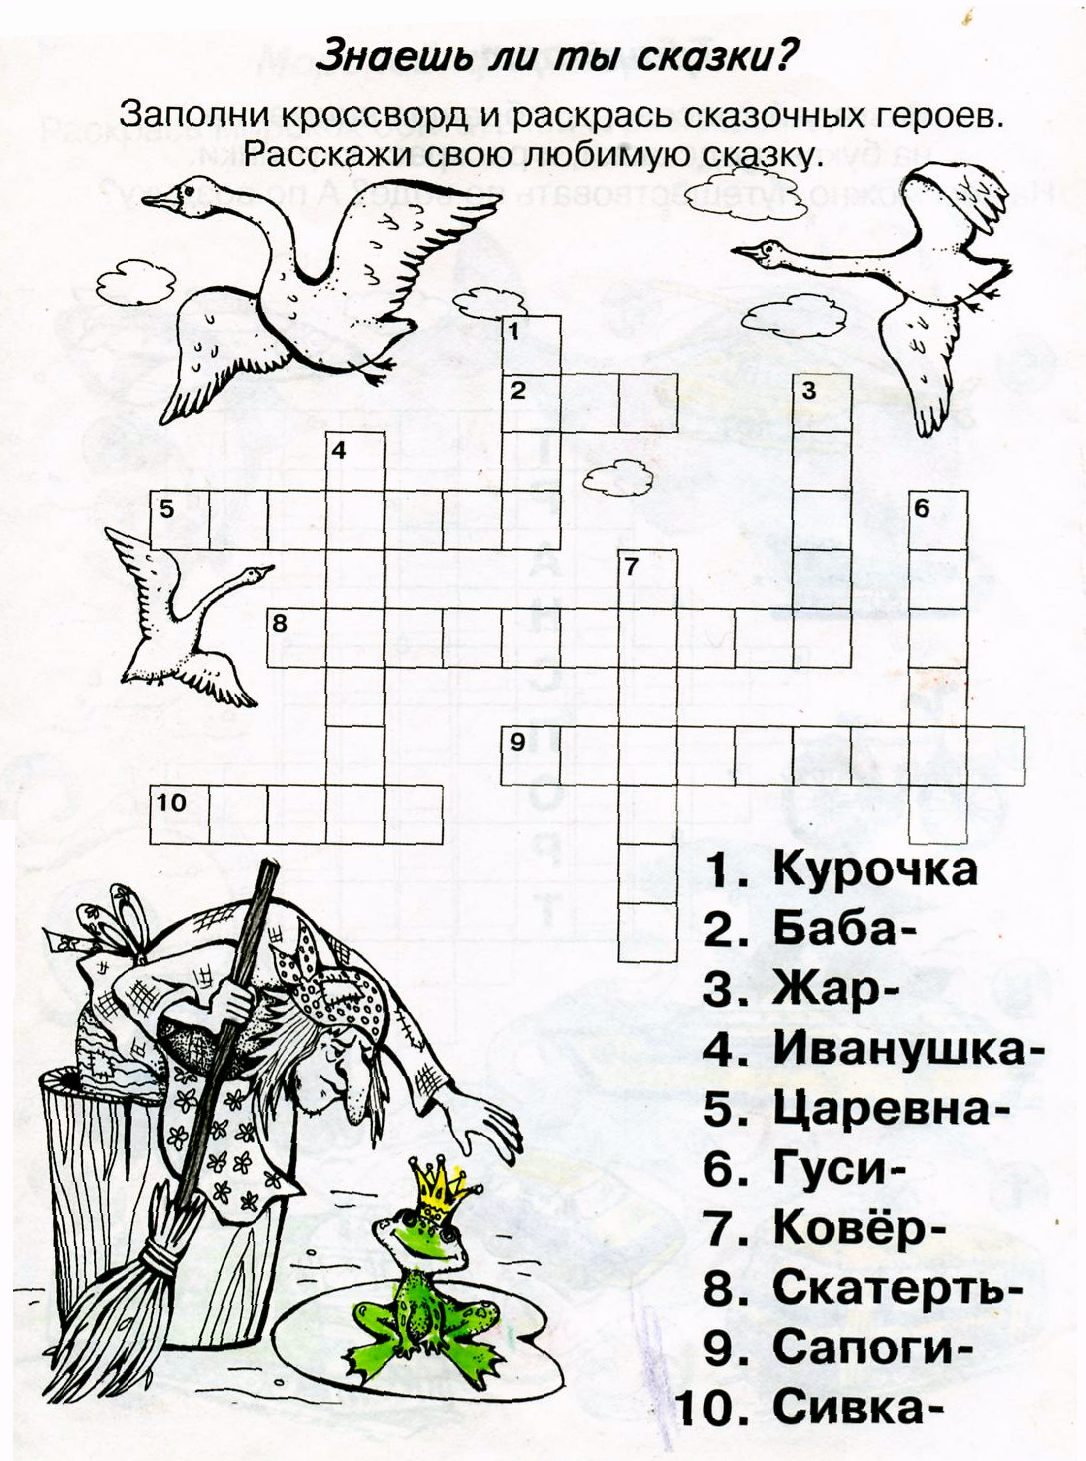 Знаешь ли ты сказки?
Заполни кроссворд и раскрась сказочных героев.
Расскажи свою любимую сказку.
1
2
3
4
5
6
7
8
9
10
1. Курочка
2. Баба-
3. Жар-
4. Иванушка-
5. Царевна-
6. Гуси-
7. Ковёр-
8. Скатерть-
9. Сапоги-
10. Сивка-